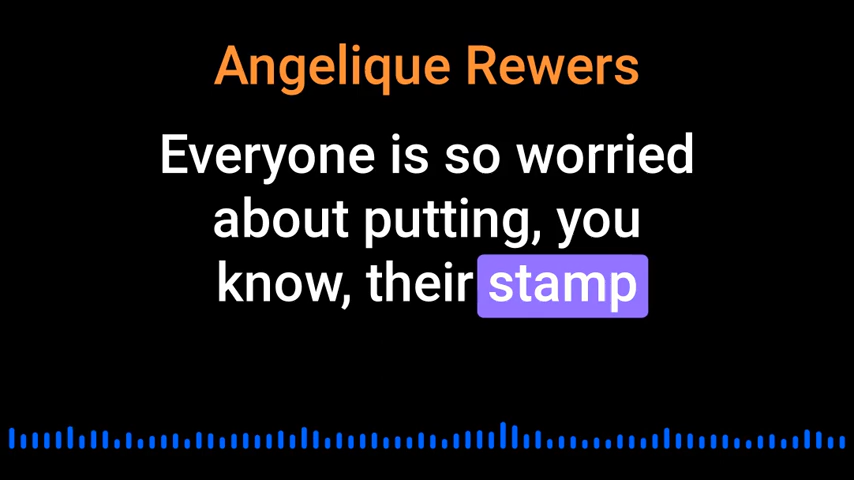 Angelique Rewers
Everyone is so worried
about putting, you
know, their stamp